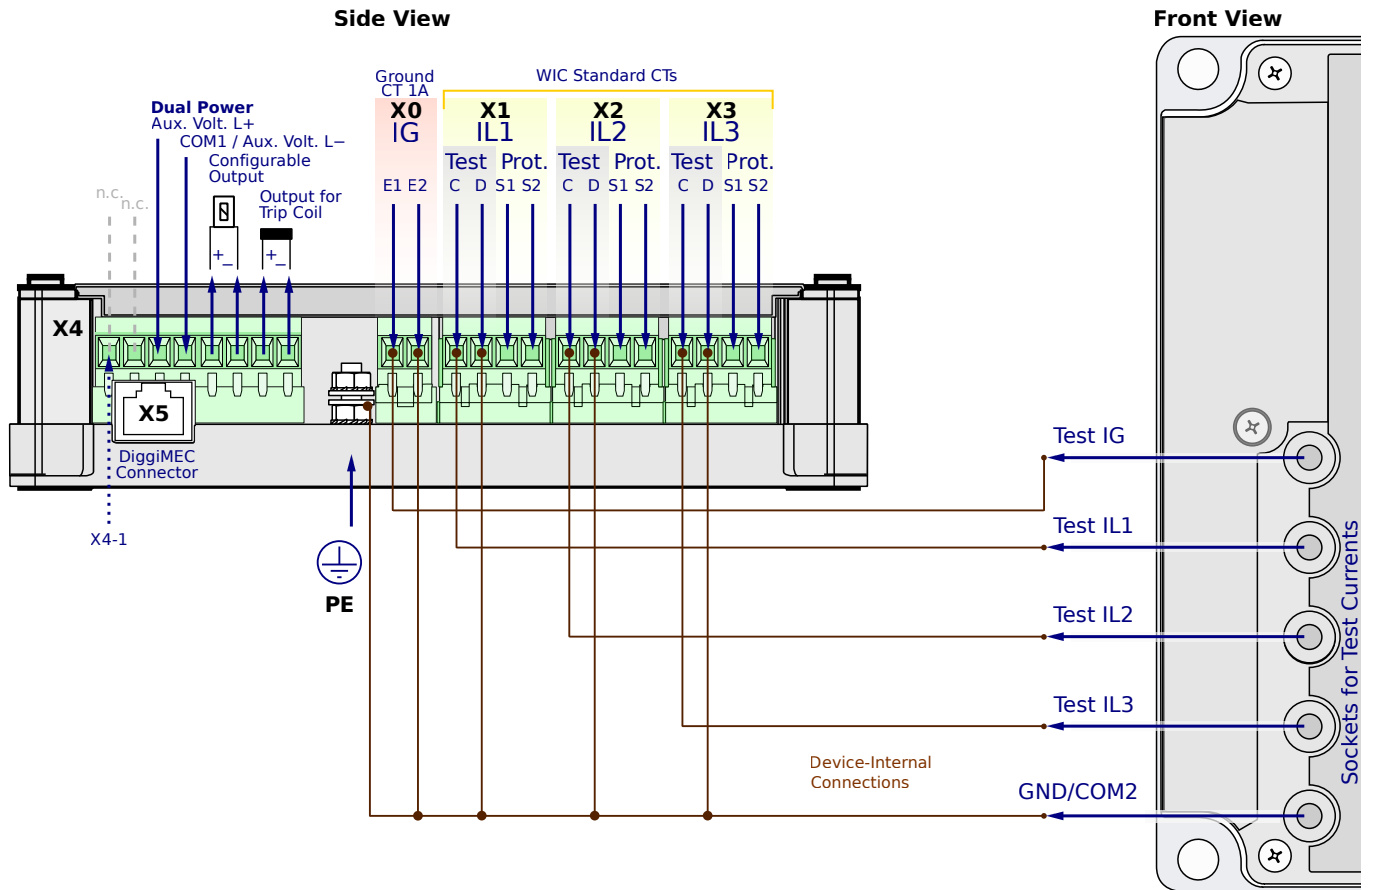 Side View
Front View
Ground
CT 1A
WIC Standard CTs
Dual Power
Aux. Volt. L+
COM1 / Aux. Volt. L−
Configurable
Output
Output for
Trip Coil
n.c.
n.c.
+
−
+
−
X0
IG
X1
IL1
X2
IL2
X3
IL3
Test Prot.
Test Prot.
Test Prot.
E1 E2
C D S1 S2
C D S1 S2
C D S1 S2
X4
X5
DiggiMEC
Connector
X4-1
PE
Test IG
Test IL1
Test IL2
Test IL3
GND/COM2
Device-Internal
Connections
Sockets for Test Currents